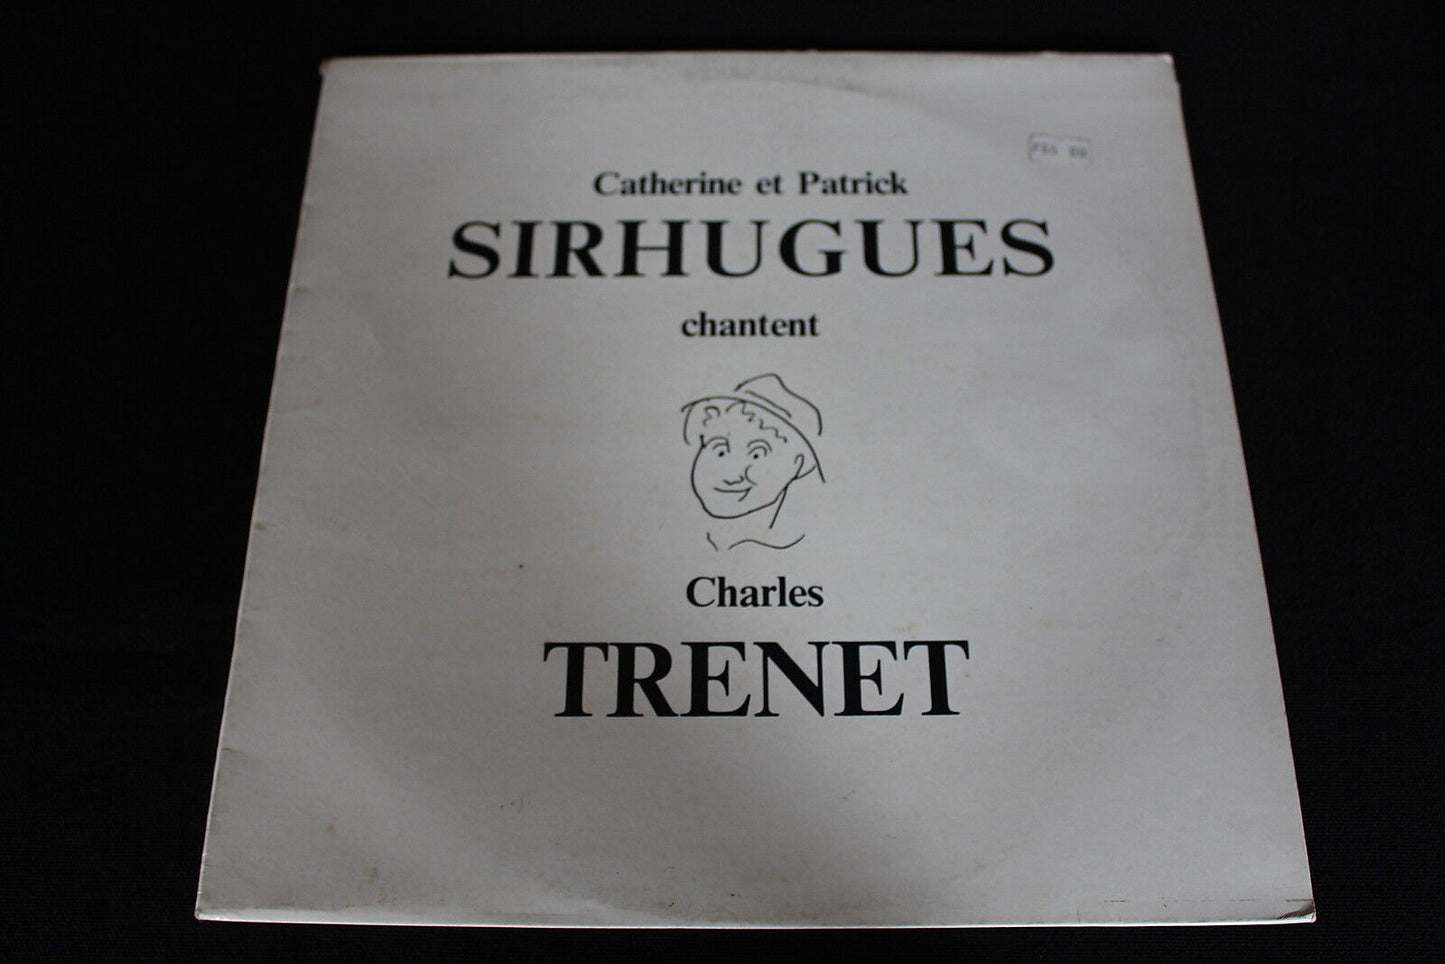 Catherine et Patrick
SIRHUGUES
chantent
Charles
TRENET